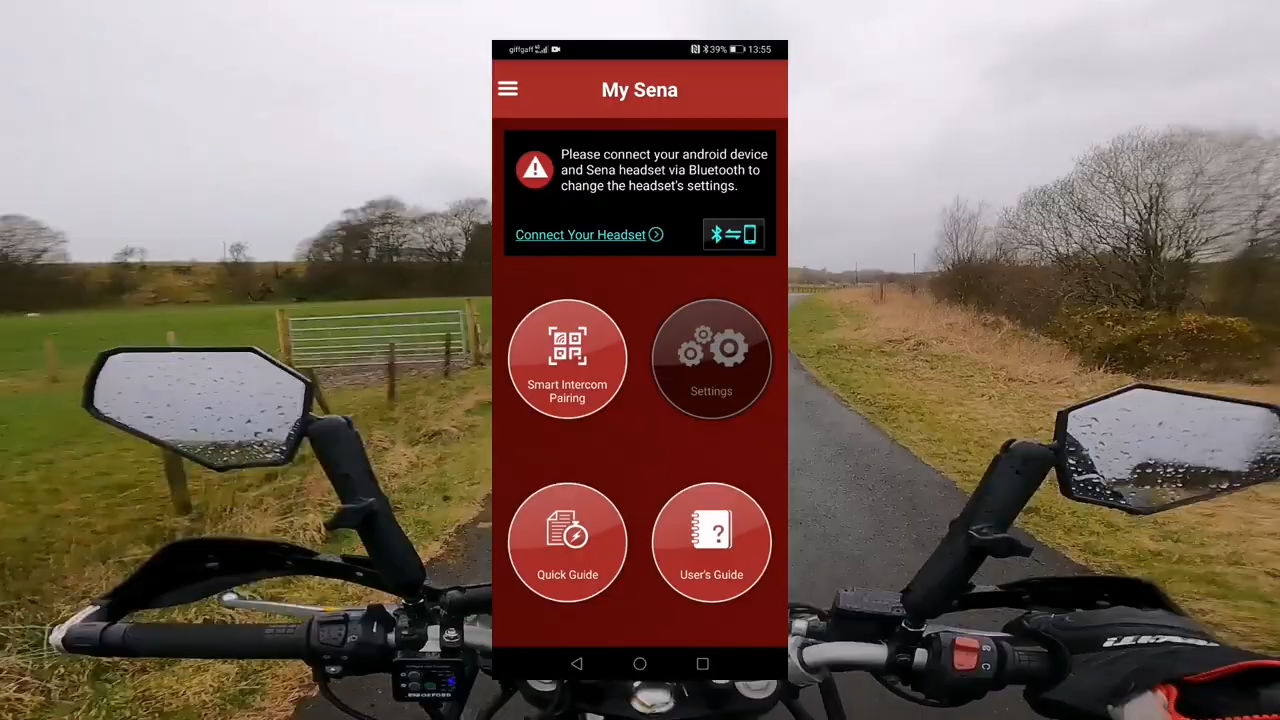 giffgaff
39%
13:55
My Sena
Please connect your android device
and Sena headset via Bluetooth to
change the headset's settings.
Connect Your Headset
Smart Intercom
Pairing
Settings
Quick Guide
User's Guide
OXFORD